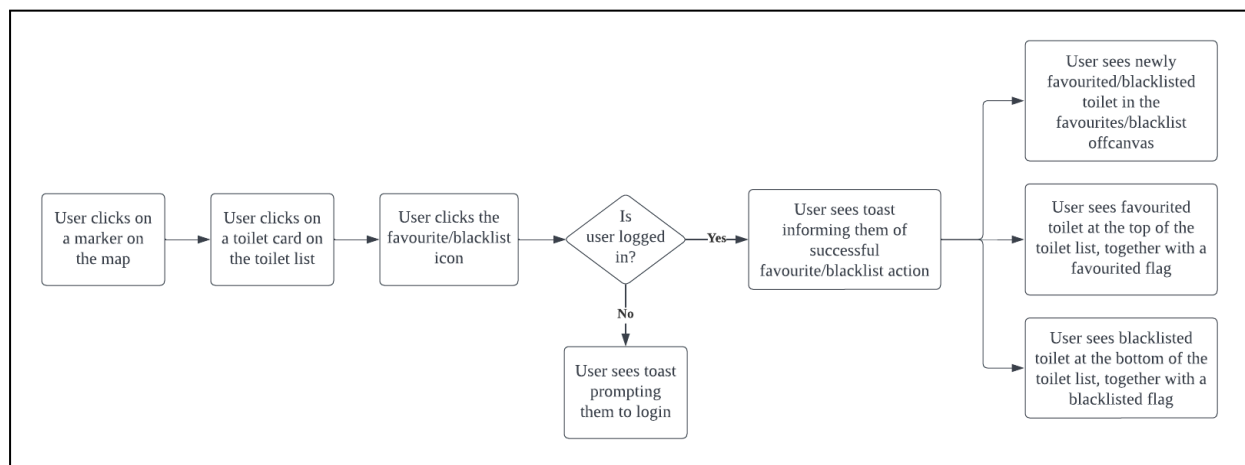 User clicks on
a marker on
the map
User clicks on
a toilet card on
the toilet list
User clicks the
favourite/blacklist
icon
Is
user logged
in?
Yes
No
User sees toast
prompting
them to login
User sees toast
informing them of
successful
favourite/blacklist action
User sees newly
favourited/blacklisted
toilet in the
favourites/blacklist
offcanvas
User sees favourited
toilet at the top of the
toilet list, together with a
favourited flag
User sees blacklisted
toilet at the bottom of the
toilet list, together with a
blacklisted flag